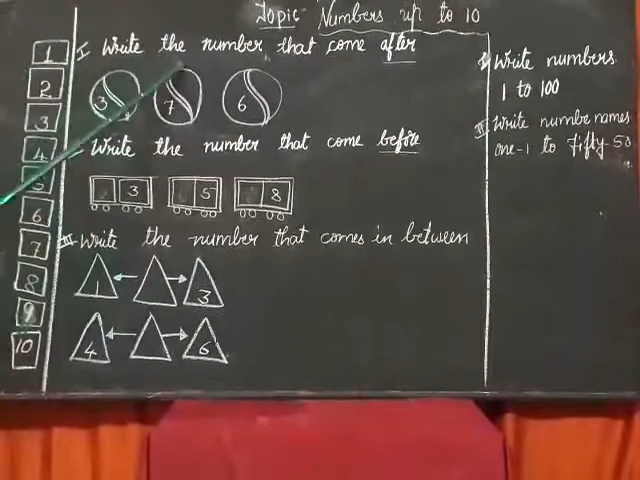 Topic- Numbers up to 10
1
2
3
4
5
6
7
8
9
10
I Write the number that come after
3 7 6
Write the number that come before
3 5 8
III Write the number that comes in between
1 3
4 6
I Write numbers
1 to 100
II Write numbe names
one-1 to fifty-50